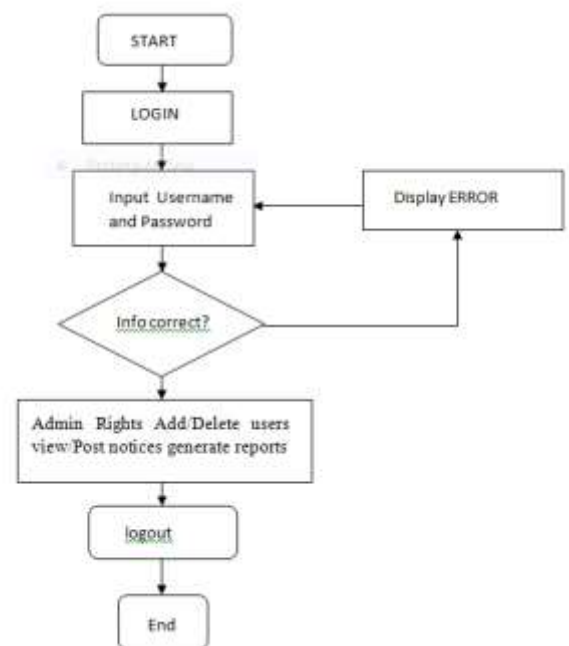 START
LOGIN
Input Username
and Password
Display ERROR
Info correct?
Admin Rights Add/Delete users
view/Post notices generate reports
logout
End